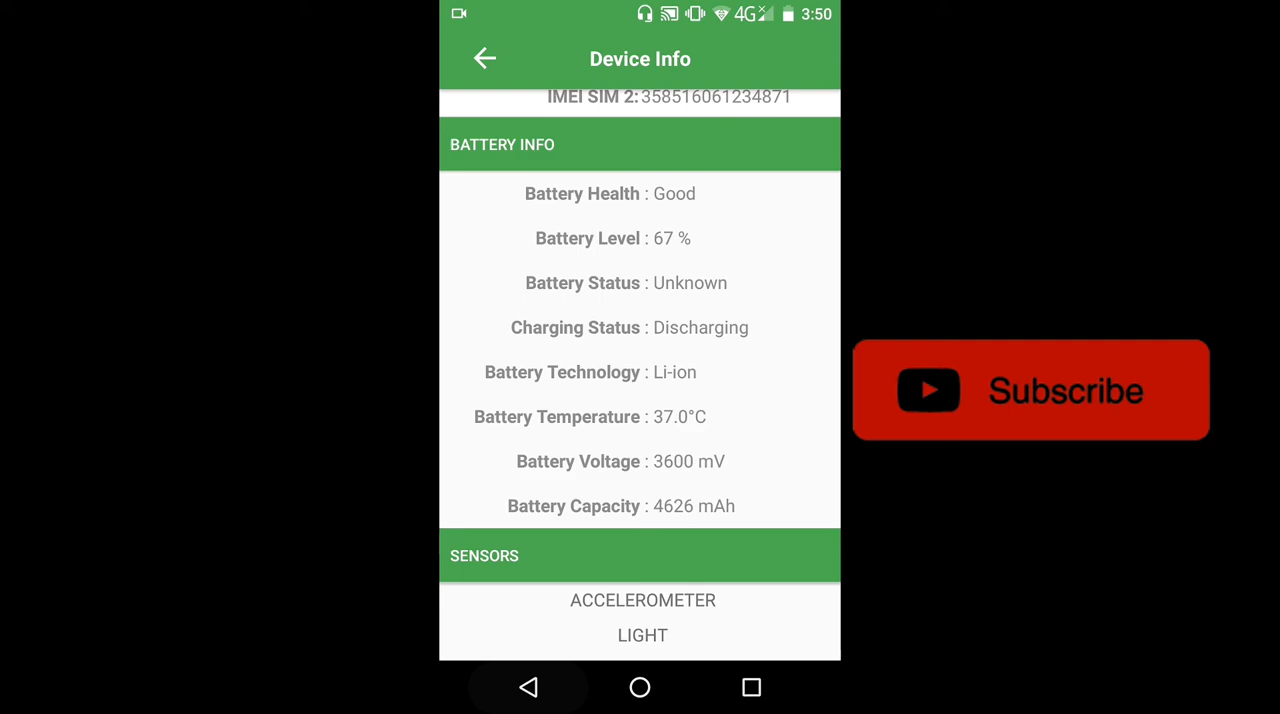 4G 3:50
Device Info
IMEI SIM 2: 358516061234871
BATTERY INFO
Battery Health : Good
Battery Level : 67 %
Battery Status : Unknown
Charging Status : Discharging
Battery Technology : Li-ion
Battery Temperature : 37.0°C
Battery Voltage : 3600 mV
Battery Capacity : 4626 mAh
SENSORS
ACCELEROMETER
LIGHT
Subscribe